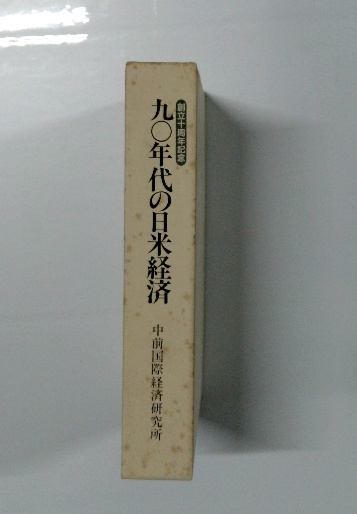 創立十周年記念
九〇年代の日米経済
中前国際経済研究所